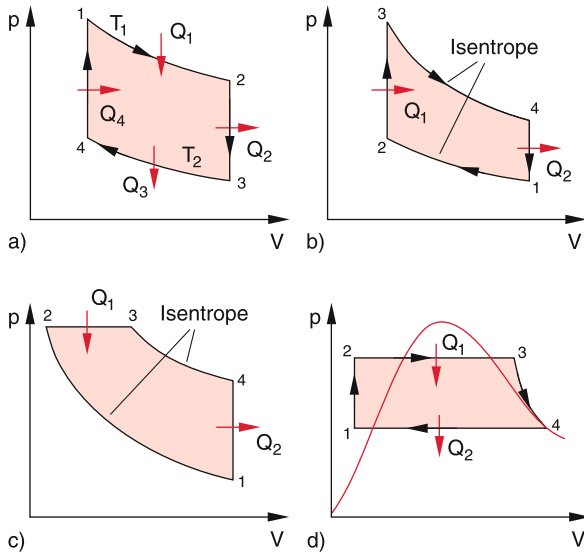 p
1
T₁
Q₁
2
Q₄
Q₂
4
T₂
Q₃
3
a)
V
p
3
Isentrope
4
Q₁
2
Q₂
1
b)
V
p
2
Q₁
3
Isentrope
4
Q₂
1
c)
V
p
2
Q₁
3
1
Q₂
4
d)
V